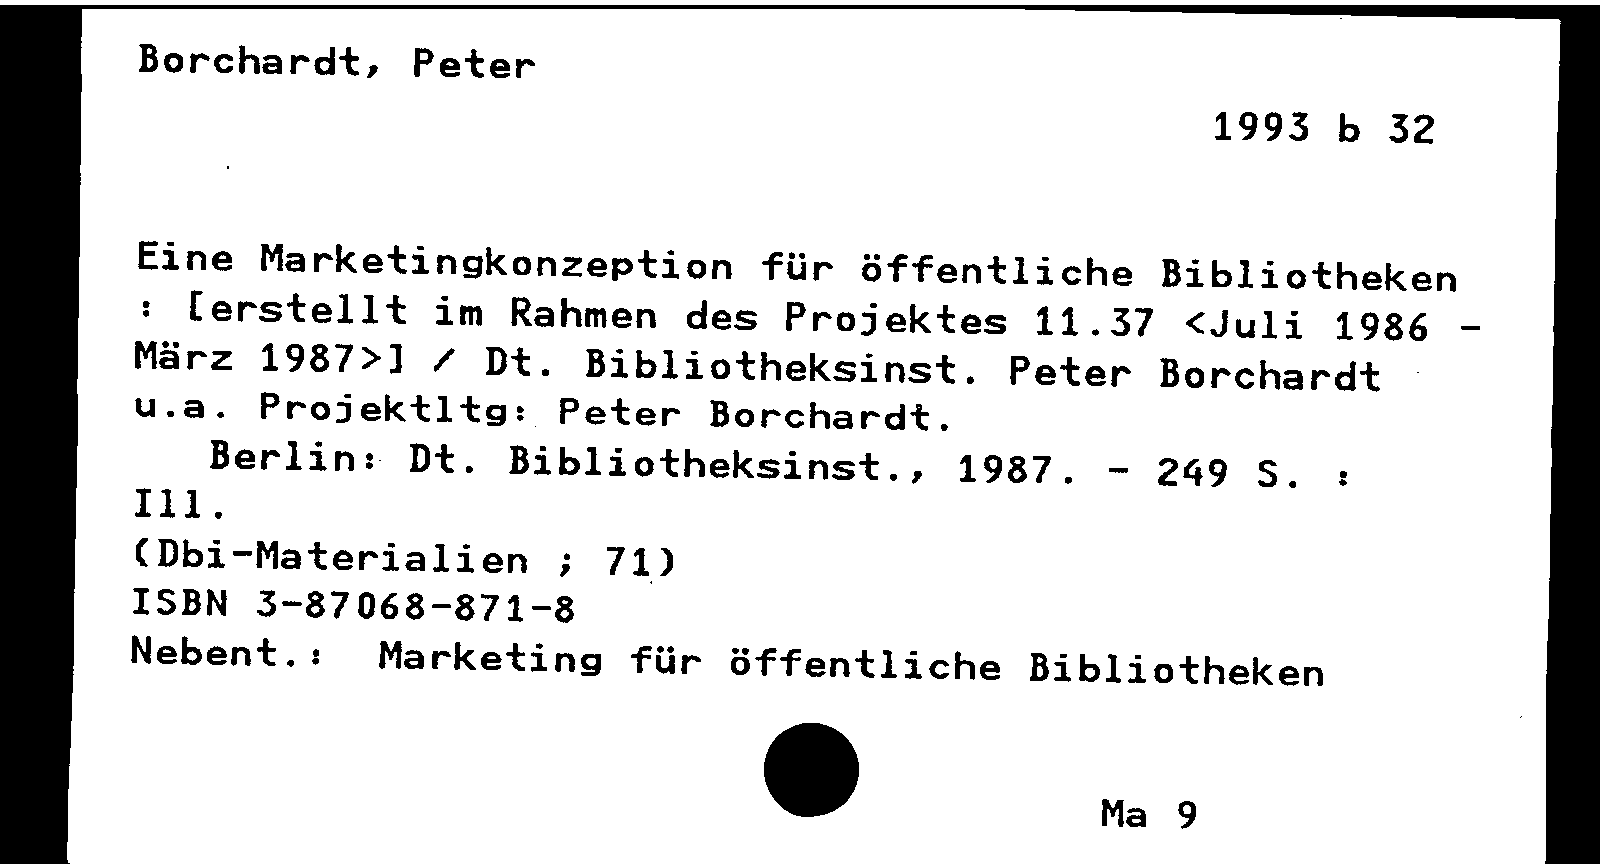 Borchardt, Peter
1993 b 32
Eine Marketingkonzeption für öffentliche Bibliotheken
: [erstellt im Rahmen des Projektes 11.37 <Juli 1986 -
März 1987>] / Dt. Bibliotheksinst. Peter Borchardt
u.a. Projektltg: Peter Borchardt.
Berlin: Dt. Bibliotheksinst., 1987. - 249 S. :
Ill.
(Dbi-Materialien ; 71)
ISBN 3-87068-871-8
Nebent.: Marketing für öffentliche Bibliotheken
Ma 9